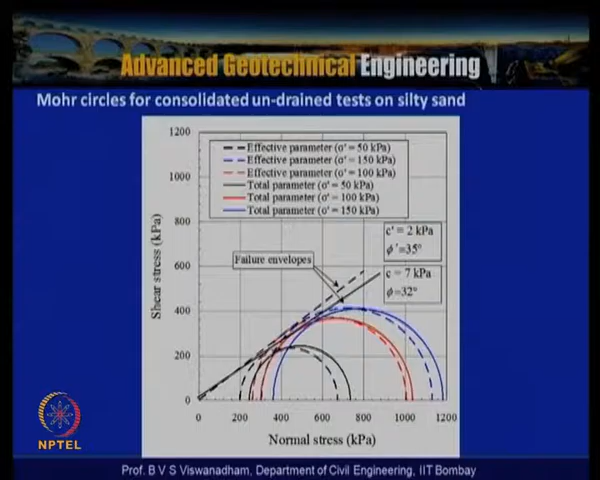 Advanced Geotechnical Engineering
Mohr circles for consolidated un-drained tests on silty sand
1200
1000
800
600
400
200
0
Shear stress (kPa)
Effective parameter (σ' = 50 kPa)
Effective parameter (σ' = 150 kPa)
Effective parameter (σ' = 100 kPa)
Total parameter (σ' = 50 kPa)
Total parameter (σ' = 100 kPa)
Total parameter (σ' = 150 kPa)
c' = 2 kPa
ϕ' = 35°
Failure envelopes
c = 7 kPa
ϕ = 32°
0 200 400 600 800 1000 1200
Normal stress (kPa)
NPTEL
Prof. B V S Viswanadham, Department of Civil Engineering, IIT Bombay